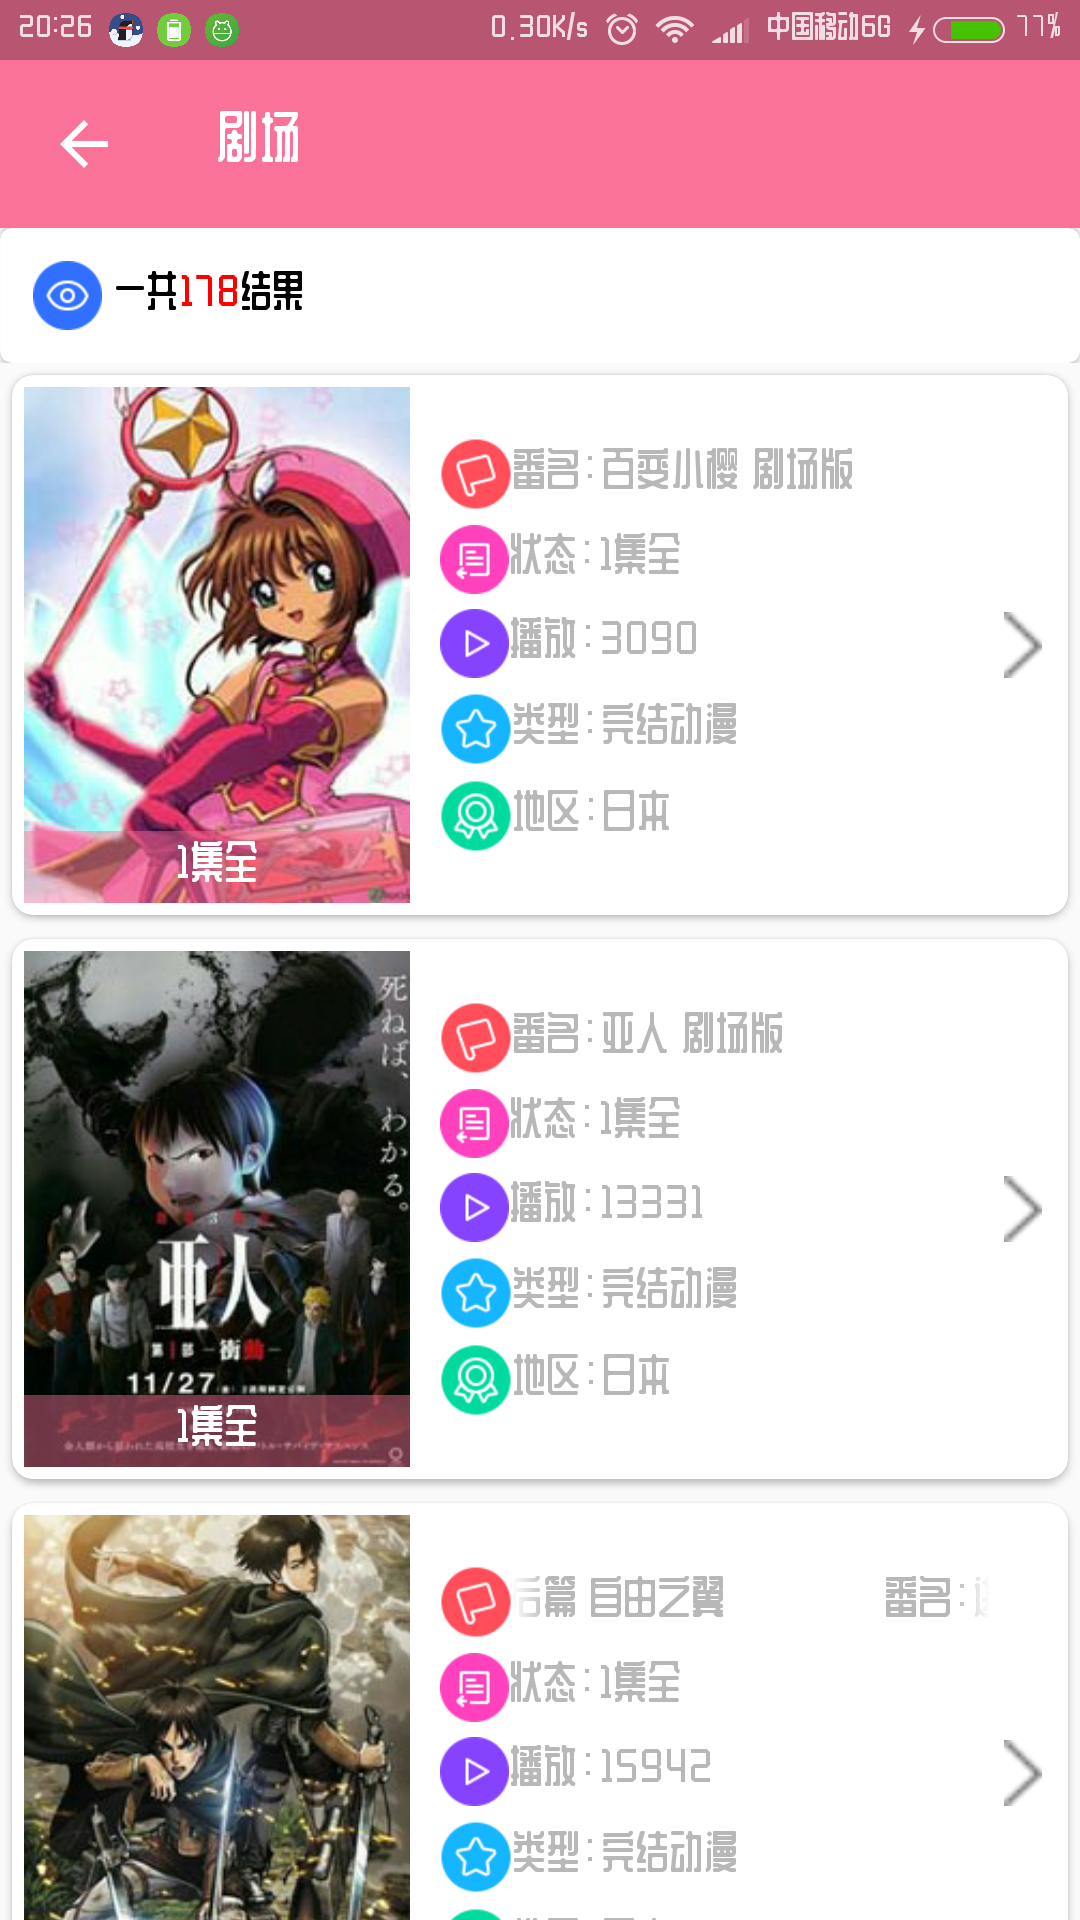 20:26 0.30K/s 中国移动6G 77%
剧场
一共178结果
番名:百变小樱 剧场版
状态:1集全
播放:3090
类型:完结动漫
地区:日本
1集全
番名:亚人 剧场版
状态:1集全
播放:13331
类型:完结动漫
地区:日本
死ねば、わかる。
亜人
第1部 —衝動—
11/27
1集全
后篇 自由之翼 番名:
状态:1集全
播放:15942
类型:完结动漫